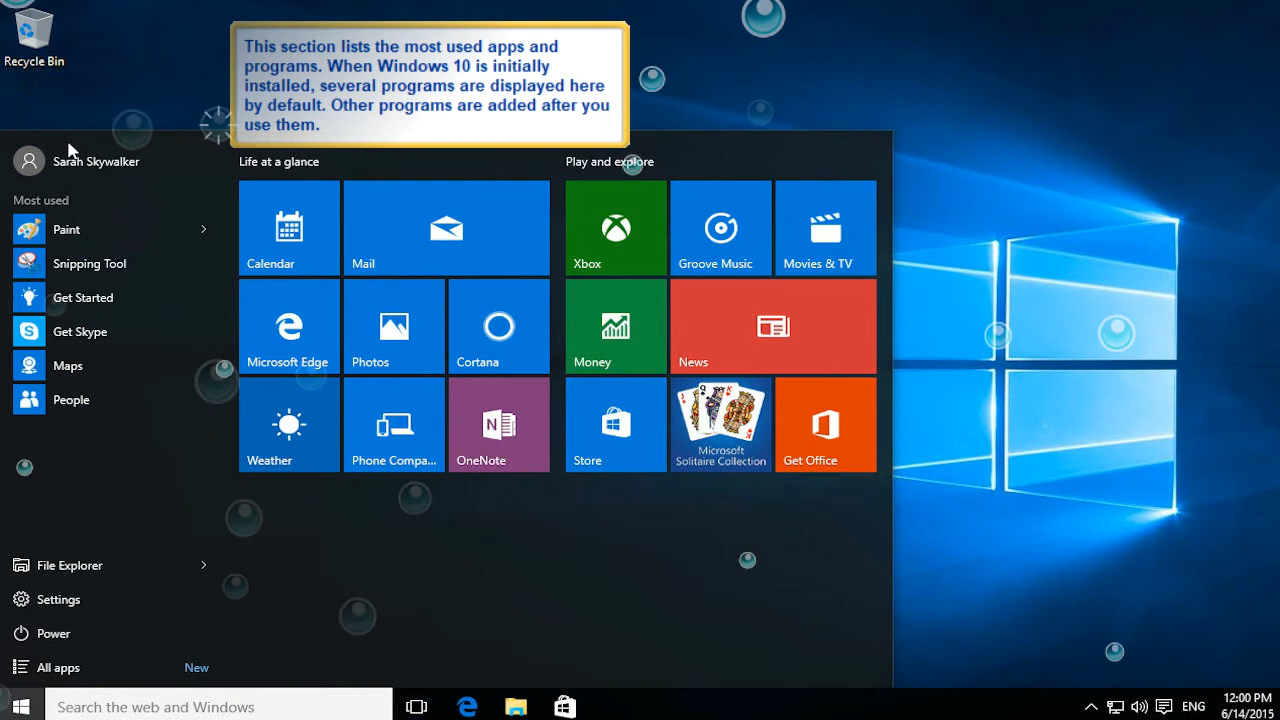 Recycle Bin
This section lists the most used apps and
programs. When Windows 10 is initially
installed, several programs are displayed here
by default. Other programs are added after you
use them.
Sarah Skywalker
Most used
Paint
Snipping Tool
Get Started
Get Skype
Maps
People
File Explorer
Settings
Power
All apps New
Life at a glance
Calendar
Mail
Microsoft Edge
Photos
Cortana
Weather
Phone Compa...
OneNote
Play and explore
Xbox
Groove Music
Movies & TV
Money
News
Store
Microsoft
Solitaire Collection
Get Office
Search the web and Windows
ENG
12:00 PM
6/14/2015